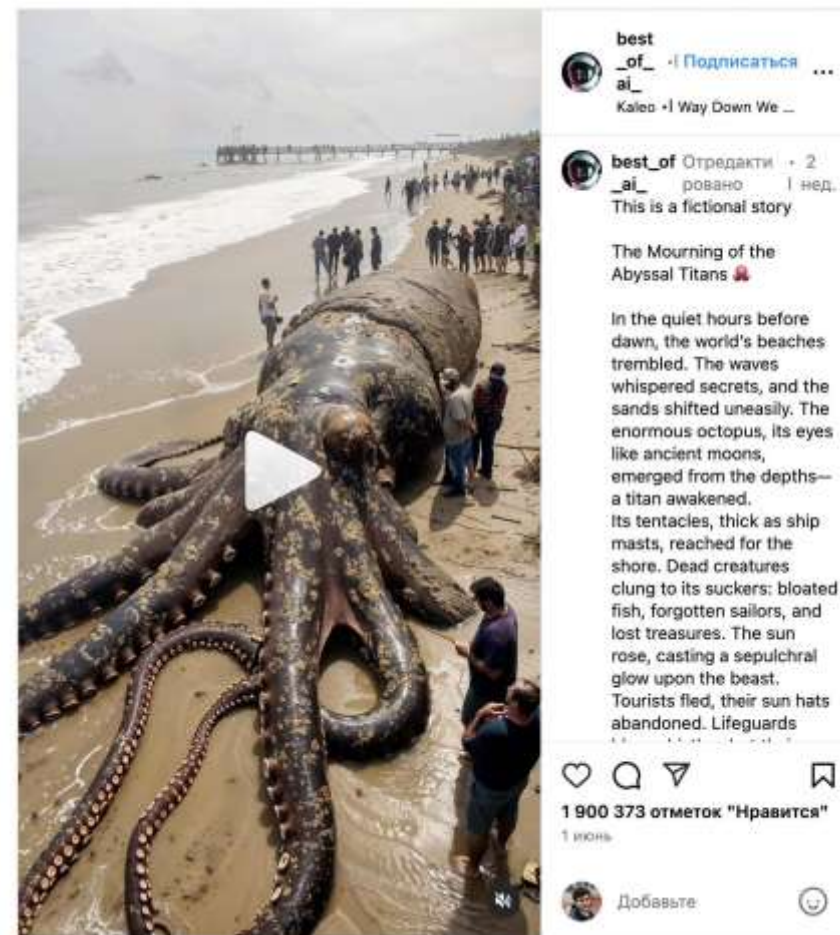 best
_of_
ai_
Подписаться
...
Kaleo
Way Down We ...
best_of
_ai_
Отредакти
ровано
• 2
нед.
This is a fictional story
The Mourning of the
Abyssal Titans
In the quiet hours before
dawn, the world's beaches
trembled. The waves
whispered secrets, and the
sands shifted uneasily. The
enormous octopus, its eyes
like ancient moons,
emerged from the depths—
a titan awakened.
Its tentacles, thick as ship
masts, reached for the
shore. Dead creatures
clung to its suckers: bloated
fish, forgotten sailors, and
lost treasures. The sun
rose, casting a sepulchral
glow upon the beast.
Tourists fled, their sun hats
abandoned. Lifeguards
1 900 373 отметок "Нравится"
1 июнь
Добавьте